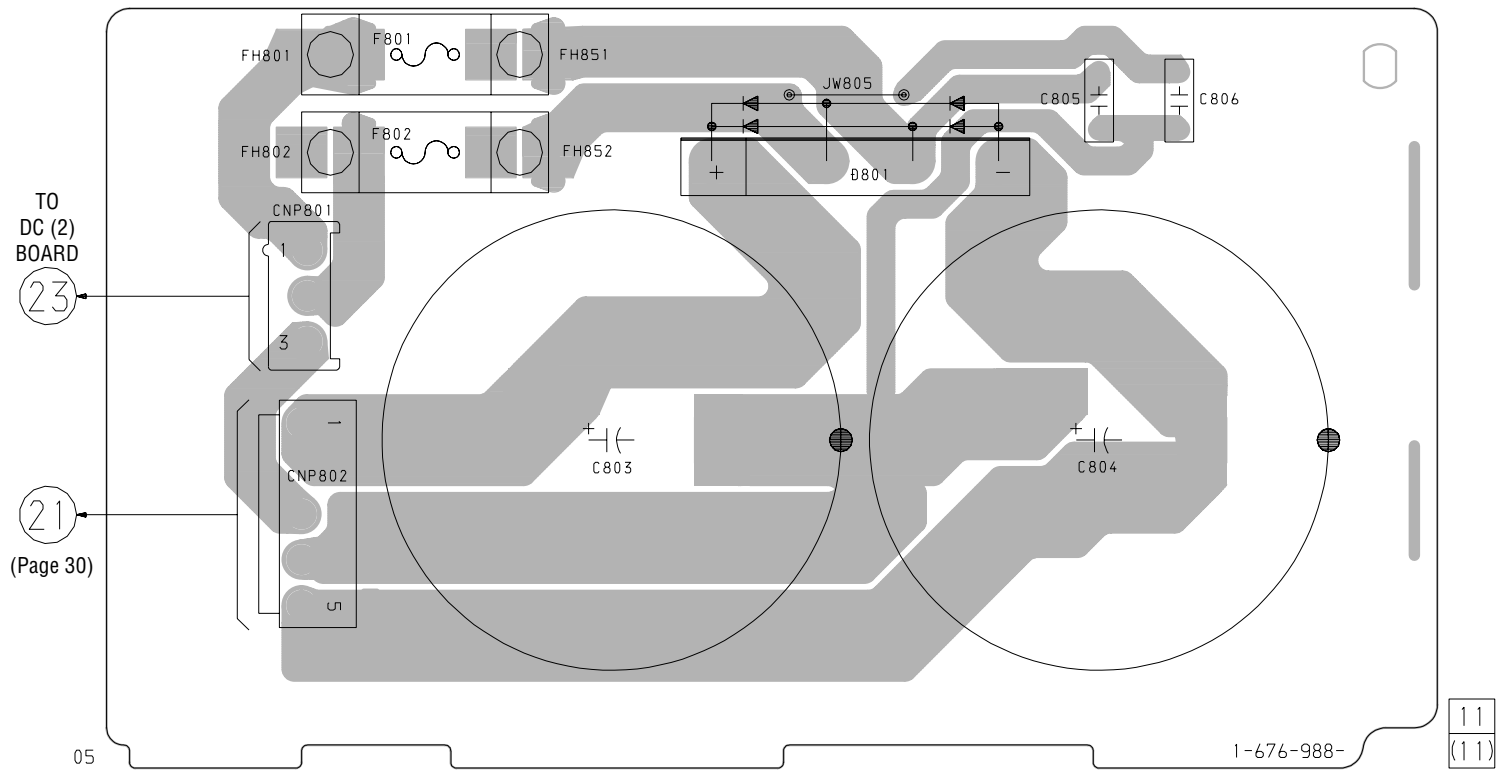 FH801
F801
FH851
JW805
C805
C806
FH802
F802
FH852
+
Đ801
−
TO
DC (2)
BOARD
23
CNP801
1
3
1
+
C803
+
C804
CNP802
21
(Page 30)
5
05
1-676-988-
11
(11)